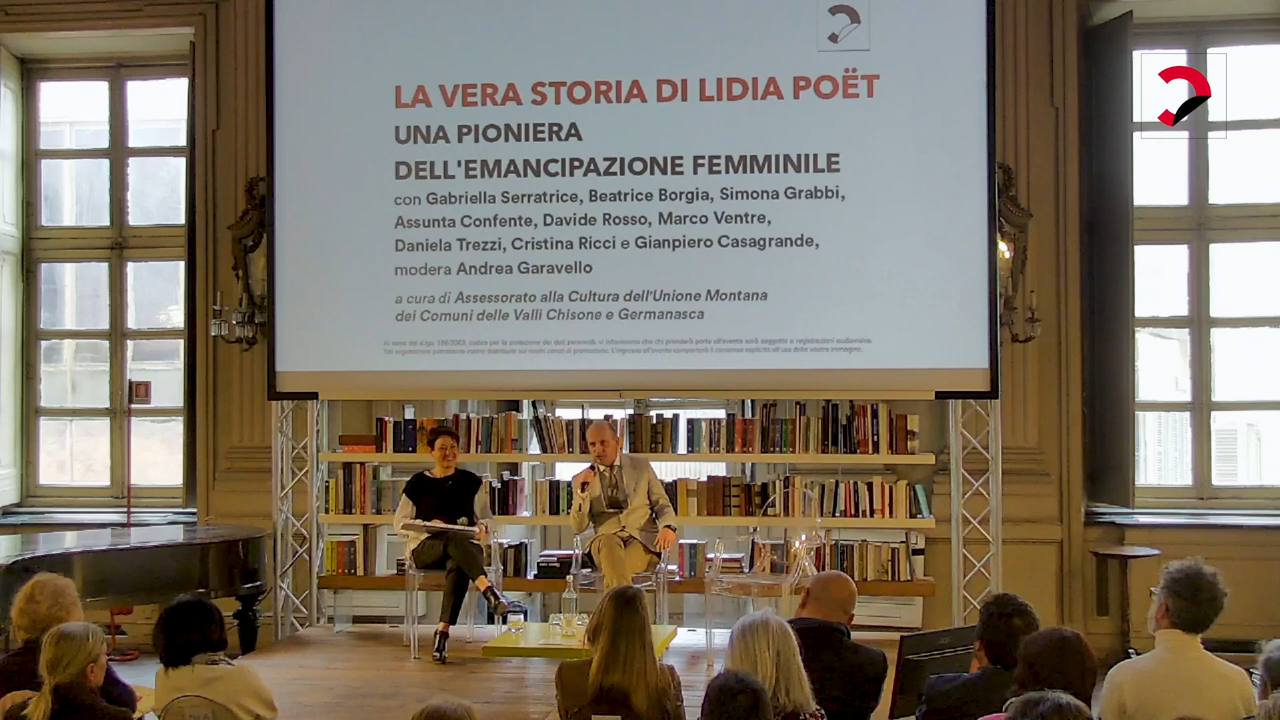 LA VERA STORIA DI LIDIA POËT
UNA PIONIERA
DELL'EMANCIPAZIONE FEMMINILE
con Gabriella Serratrice, Beatrice Borgia, Simona Grabbi,
Assunta Confente, Davide Rosso, Marco Ventre,
Daniela Trezzi, Cristina Ricci e Gianpiero Casagrande,
modera Andrea Garavello
a cura di Assessorato alla Cultura dell'Unione Montana
dei Comuni delle Valli Chisone e Germanasca